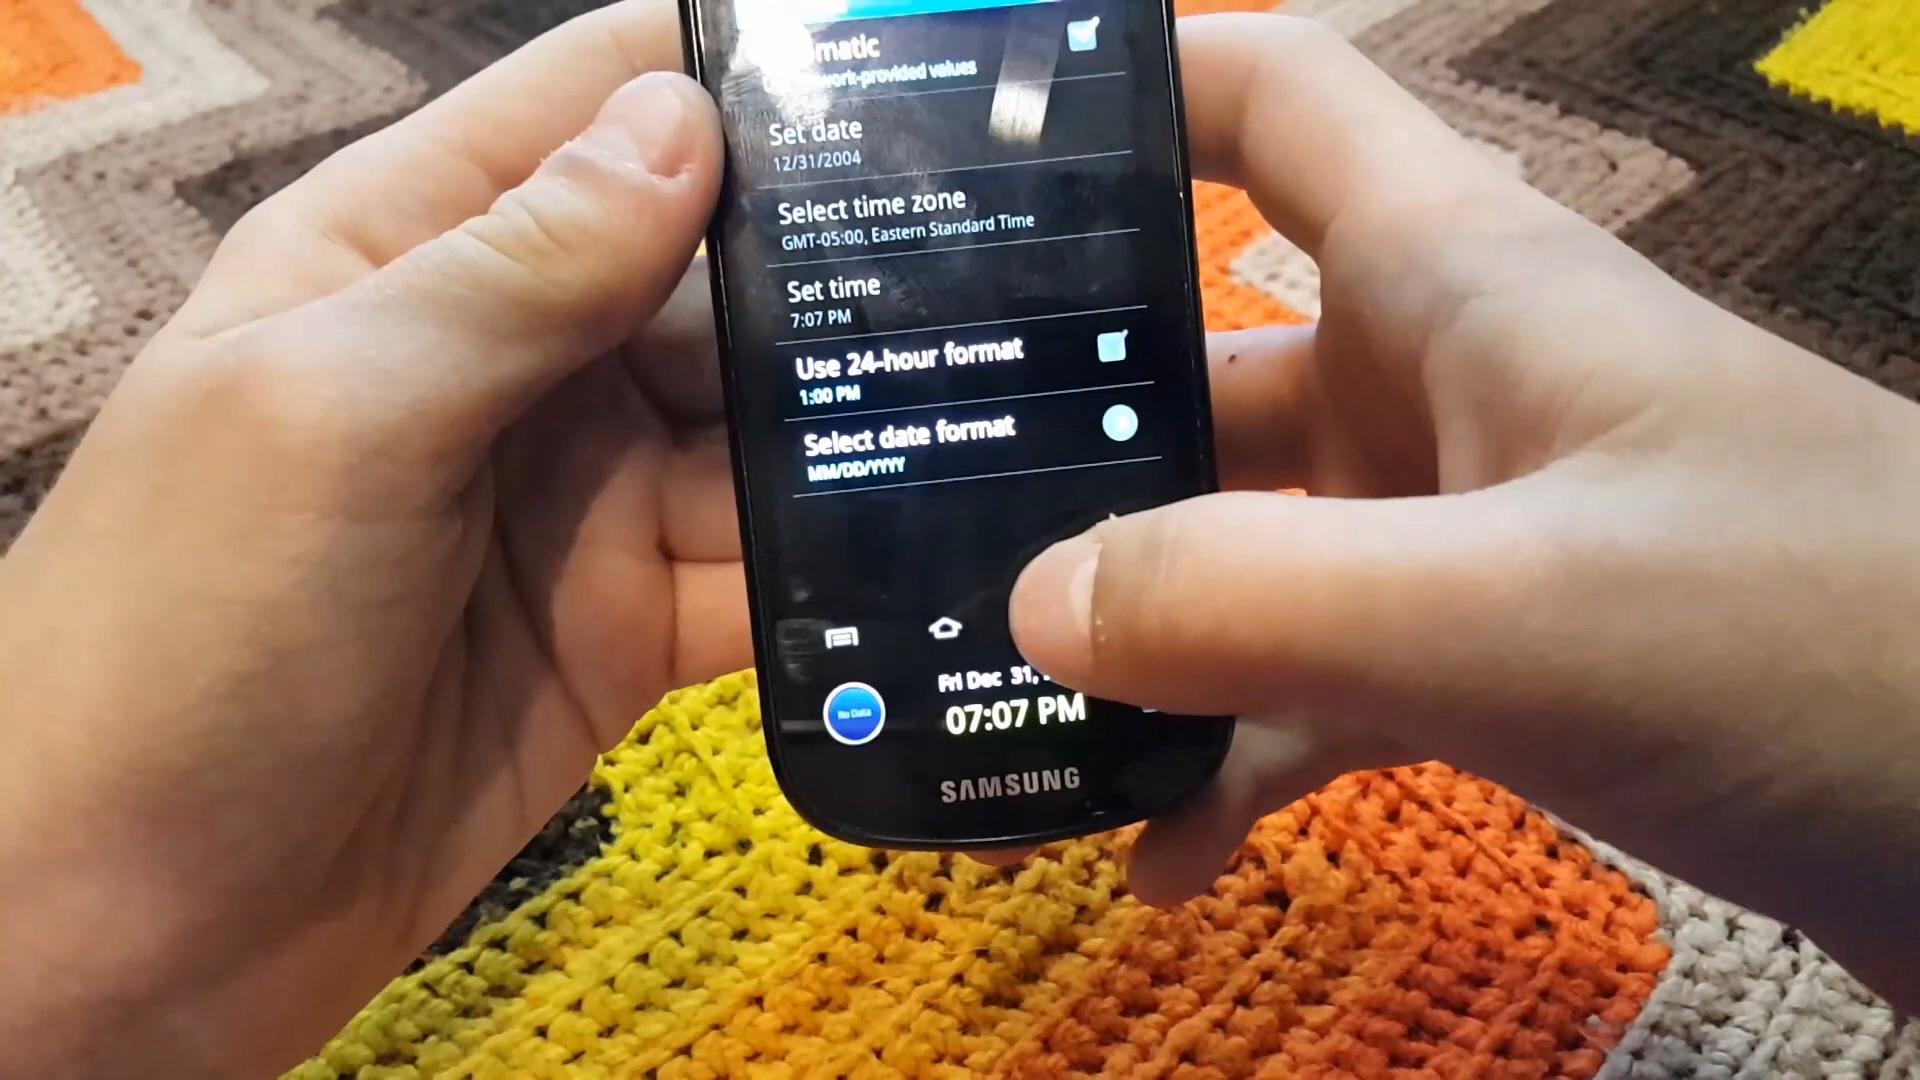 matic
work-provided values
Set date
12/31/2004
Select time zone
GMT-05:00, Eastern Standard Time
Set time
7:07 PM
Use 24-hour format
1:00 PM
Select date format
MM/DD/YYYY
Fri Dec 31,
No Data
07:07 PM
SAMSUNG